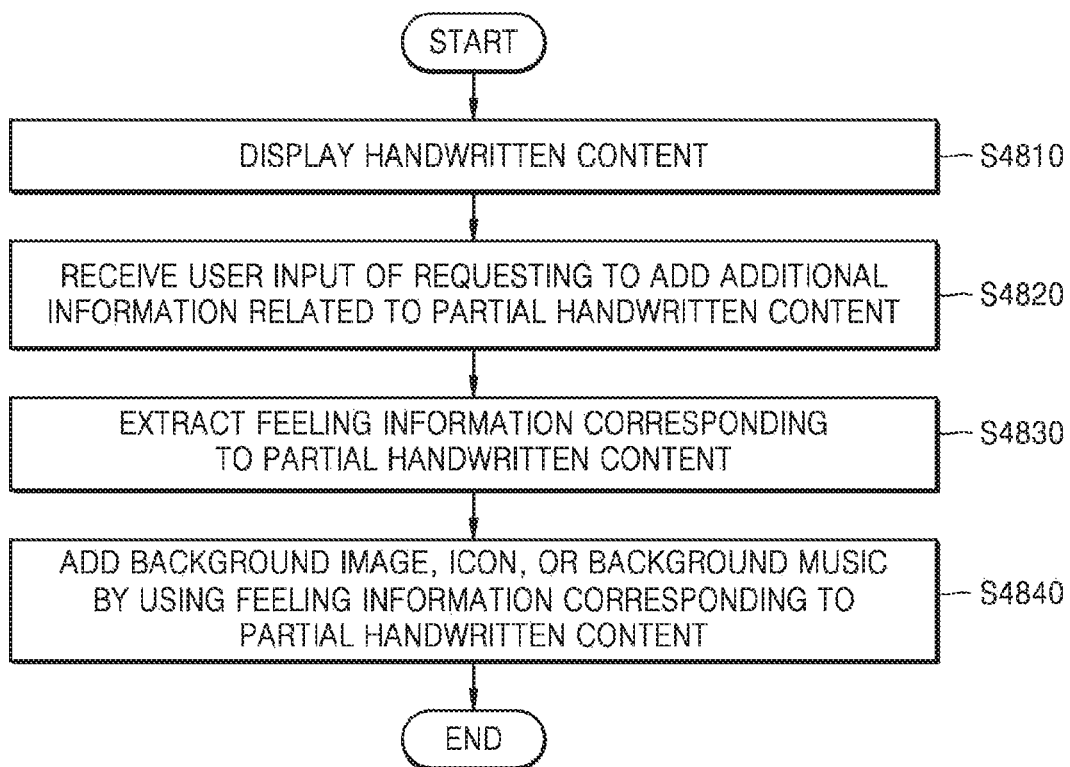 START
DISPLAY HANDWRITTEN CONTENT
S4810
RECEIVE USER INPUT OF REQUESTING TO ADD ADDITIONAL
INFORMATION RELATED TO PARTIAL HANDWRITTEN CONTENT
S4820
EXTRACT FEELING INFORMATION CORRESPONDING
TO PARTIAL HANDWRITTEN CONTENT
S4830
ADD BACKGROUND IMAGE, ICON, OR BACKGROUND MUSIC
BY USING FEELING INFORMATION CORRESPONDING TO
PARTIAL HANDWRITTEN CONTENT
S4840
END